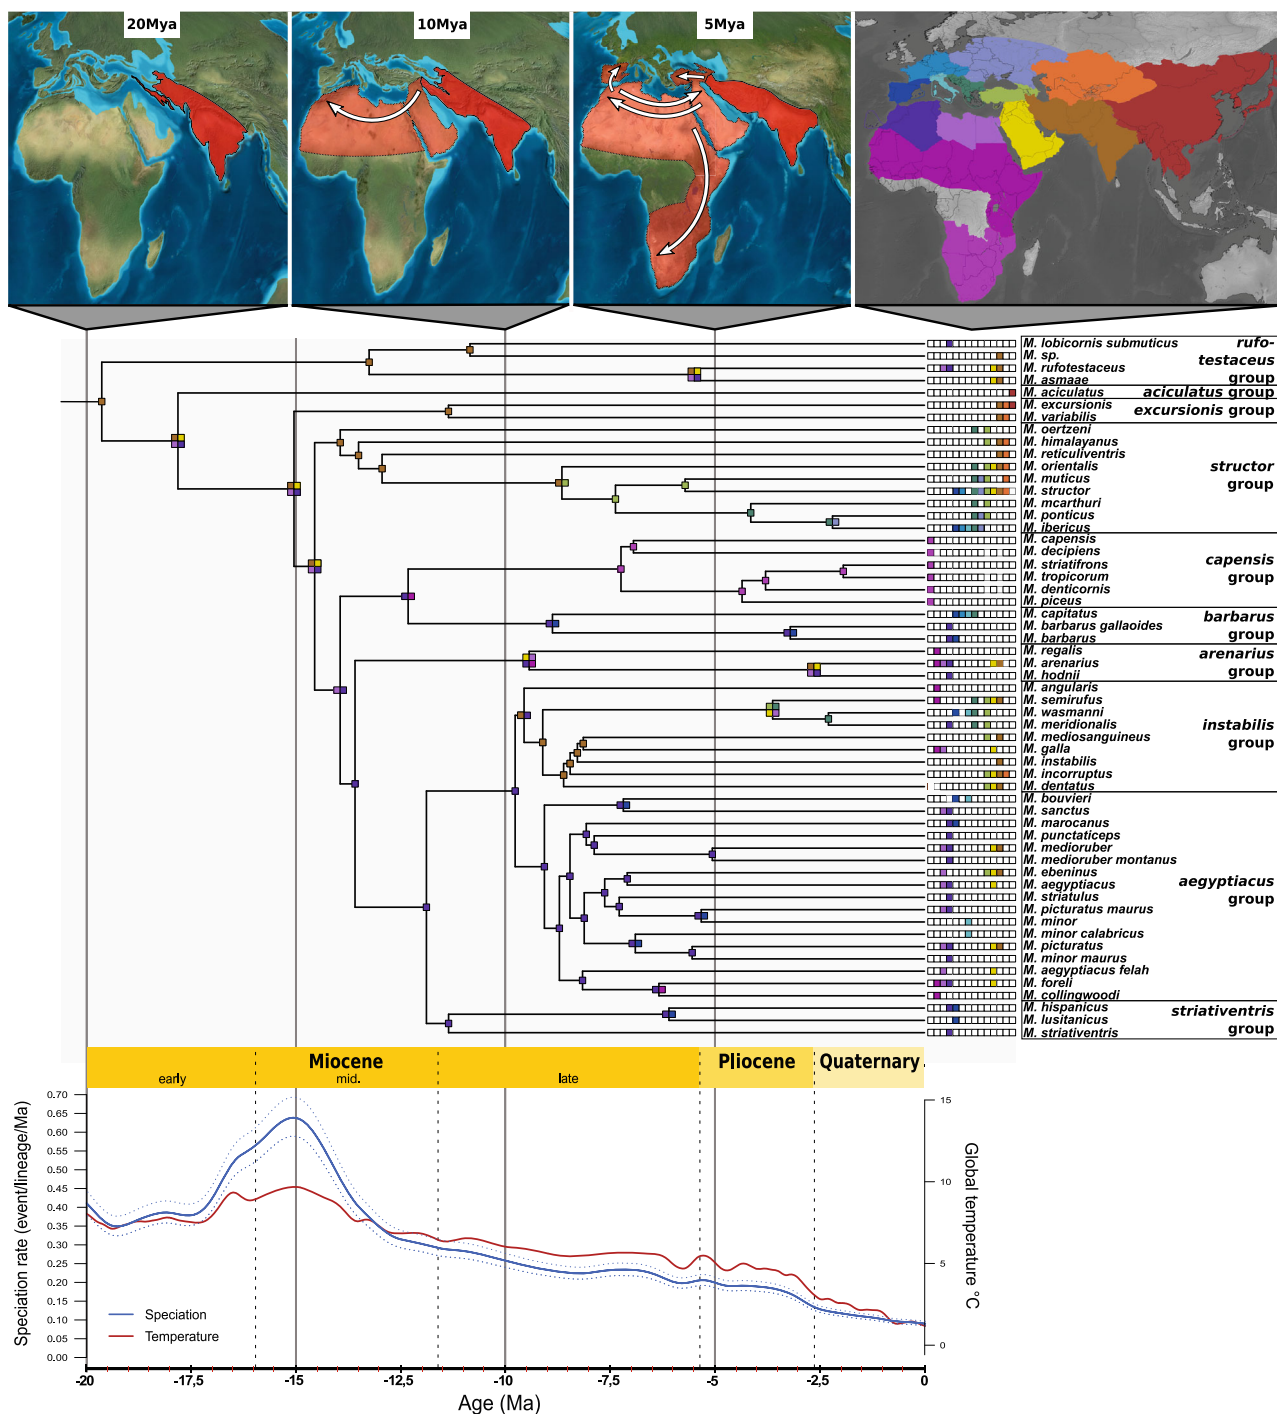 20Mya
10Mya
5Mya
M. lobicornis submuticus
M. sp.
M. rufotestaceus
M. asmaae
rufo-
testaceus
group
M. aciculatus
aciculatus group
M. excursionis
M. variabilis
excursionis group
M. oertzeni
M. himalayanus
M. reticuliventris
M. orientalis
M. muticus
M. structor
M. mcarthuri
M. ponticus
M. ibericus
structor
group
M. capensis
M. decipiens
M. striatifrons
M. tropicorum
M. denticornis
M. piceus
capensis
group
M. capitatus
M. barbarus gallaoides
M. barbarus
barbarus
group
M. regalis
M. arenarius
M. hodnii
arenarius
group
M. angularis
M. semirufus
M. wasmanni
M. meridionalis
M. mediosanguineus
M. galla
M. instabilis
M. incorruptus
M. dentatus
instabilis
group
M. bouvieri
M. sanctus
M. marocanus
M. punctaticeps
M. medioruber
M. medioruber montanus
M. ebeninus
M. aegyptiacus
M. striatulus
M. picturatus maurus
M. minor
M. minor calabricus
M. picturatus
M. minor maurus
M. aegyptiacus felah
M. foreli
M. collingwoodi
aegyptiacus
group
M. hispanicus
M. lusitanicus
M. striativentris
striativentris
group
Miocene
Pliocene
Quaternary
early
mid.
late
Speciation rate (event/lineage/Ma)
0.70
0.65
0.60
0.55
0.50
0.45
0.40
0.35
0.30
0.25
0.20
0.15
0.10
0.05
0.00
Speciation
Temperature
15
10
5
0
Global temperature °C
-20
-17,5
-15
-12,5
-10
-7,5
-5
-2,5
0
Age (Ma)